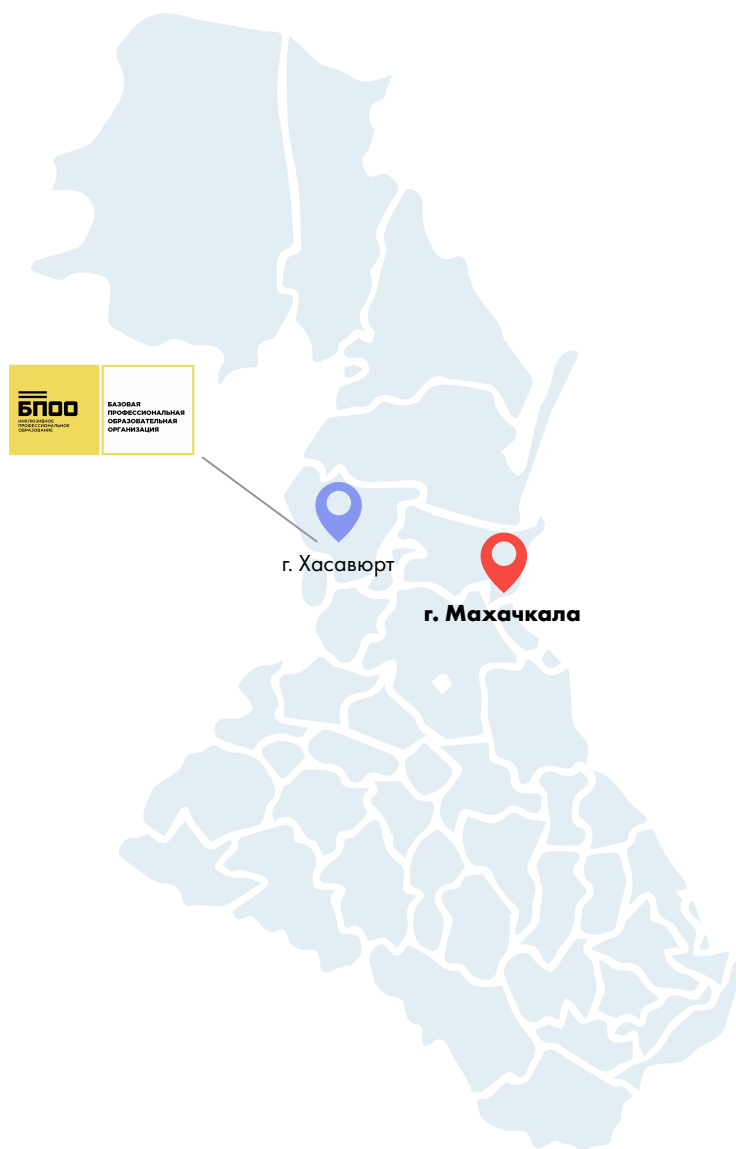 БПОО
ИНКЛЮЗИВНОЕ
ПРОФЕССИОНАЛЬНОЕ
ОБРАЗОВАНИЕ
БАЗОВАЯ
ПРОФЕССИОНАЛЬНАЯ
ОБРАЗОВАТЕЛЬНАЯ
ОРГАНИЗАЦИЯ
г. Хасавюрт
г. Махачкала